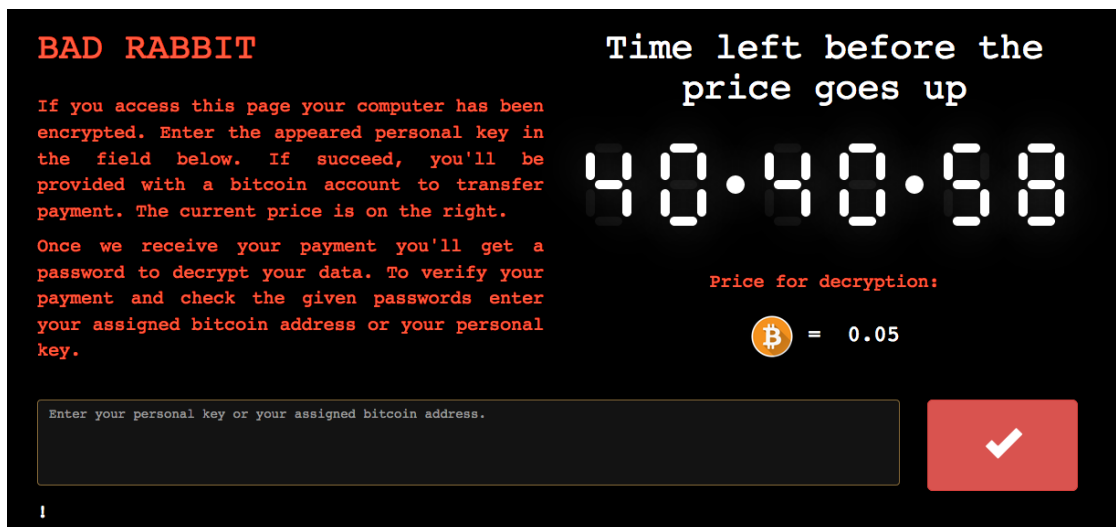 BAD RABBIT
If you access this page your computer has been
encrypted. Enter the appeared personal key in
the field below. If succeed, you'll be
provided with a bitcoin account to transfer
payment. The current price is on the right.
Once we receive your payment you'll get a
password to decrypt your data. To verify your
payment and check the given passwords enter
your assigned bitcoin address or your personal
key.
Time left before the
price goes up
40·40·58
Price for decryption:
₿ = 0.05
Enter your personal key or your assigned bitcoin address.
!